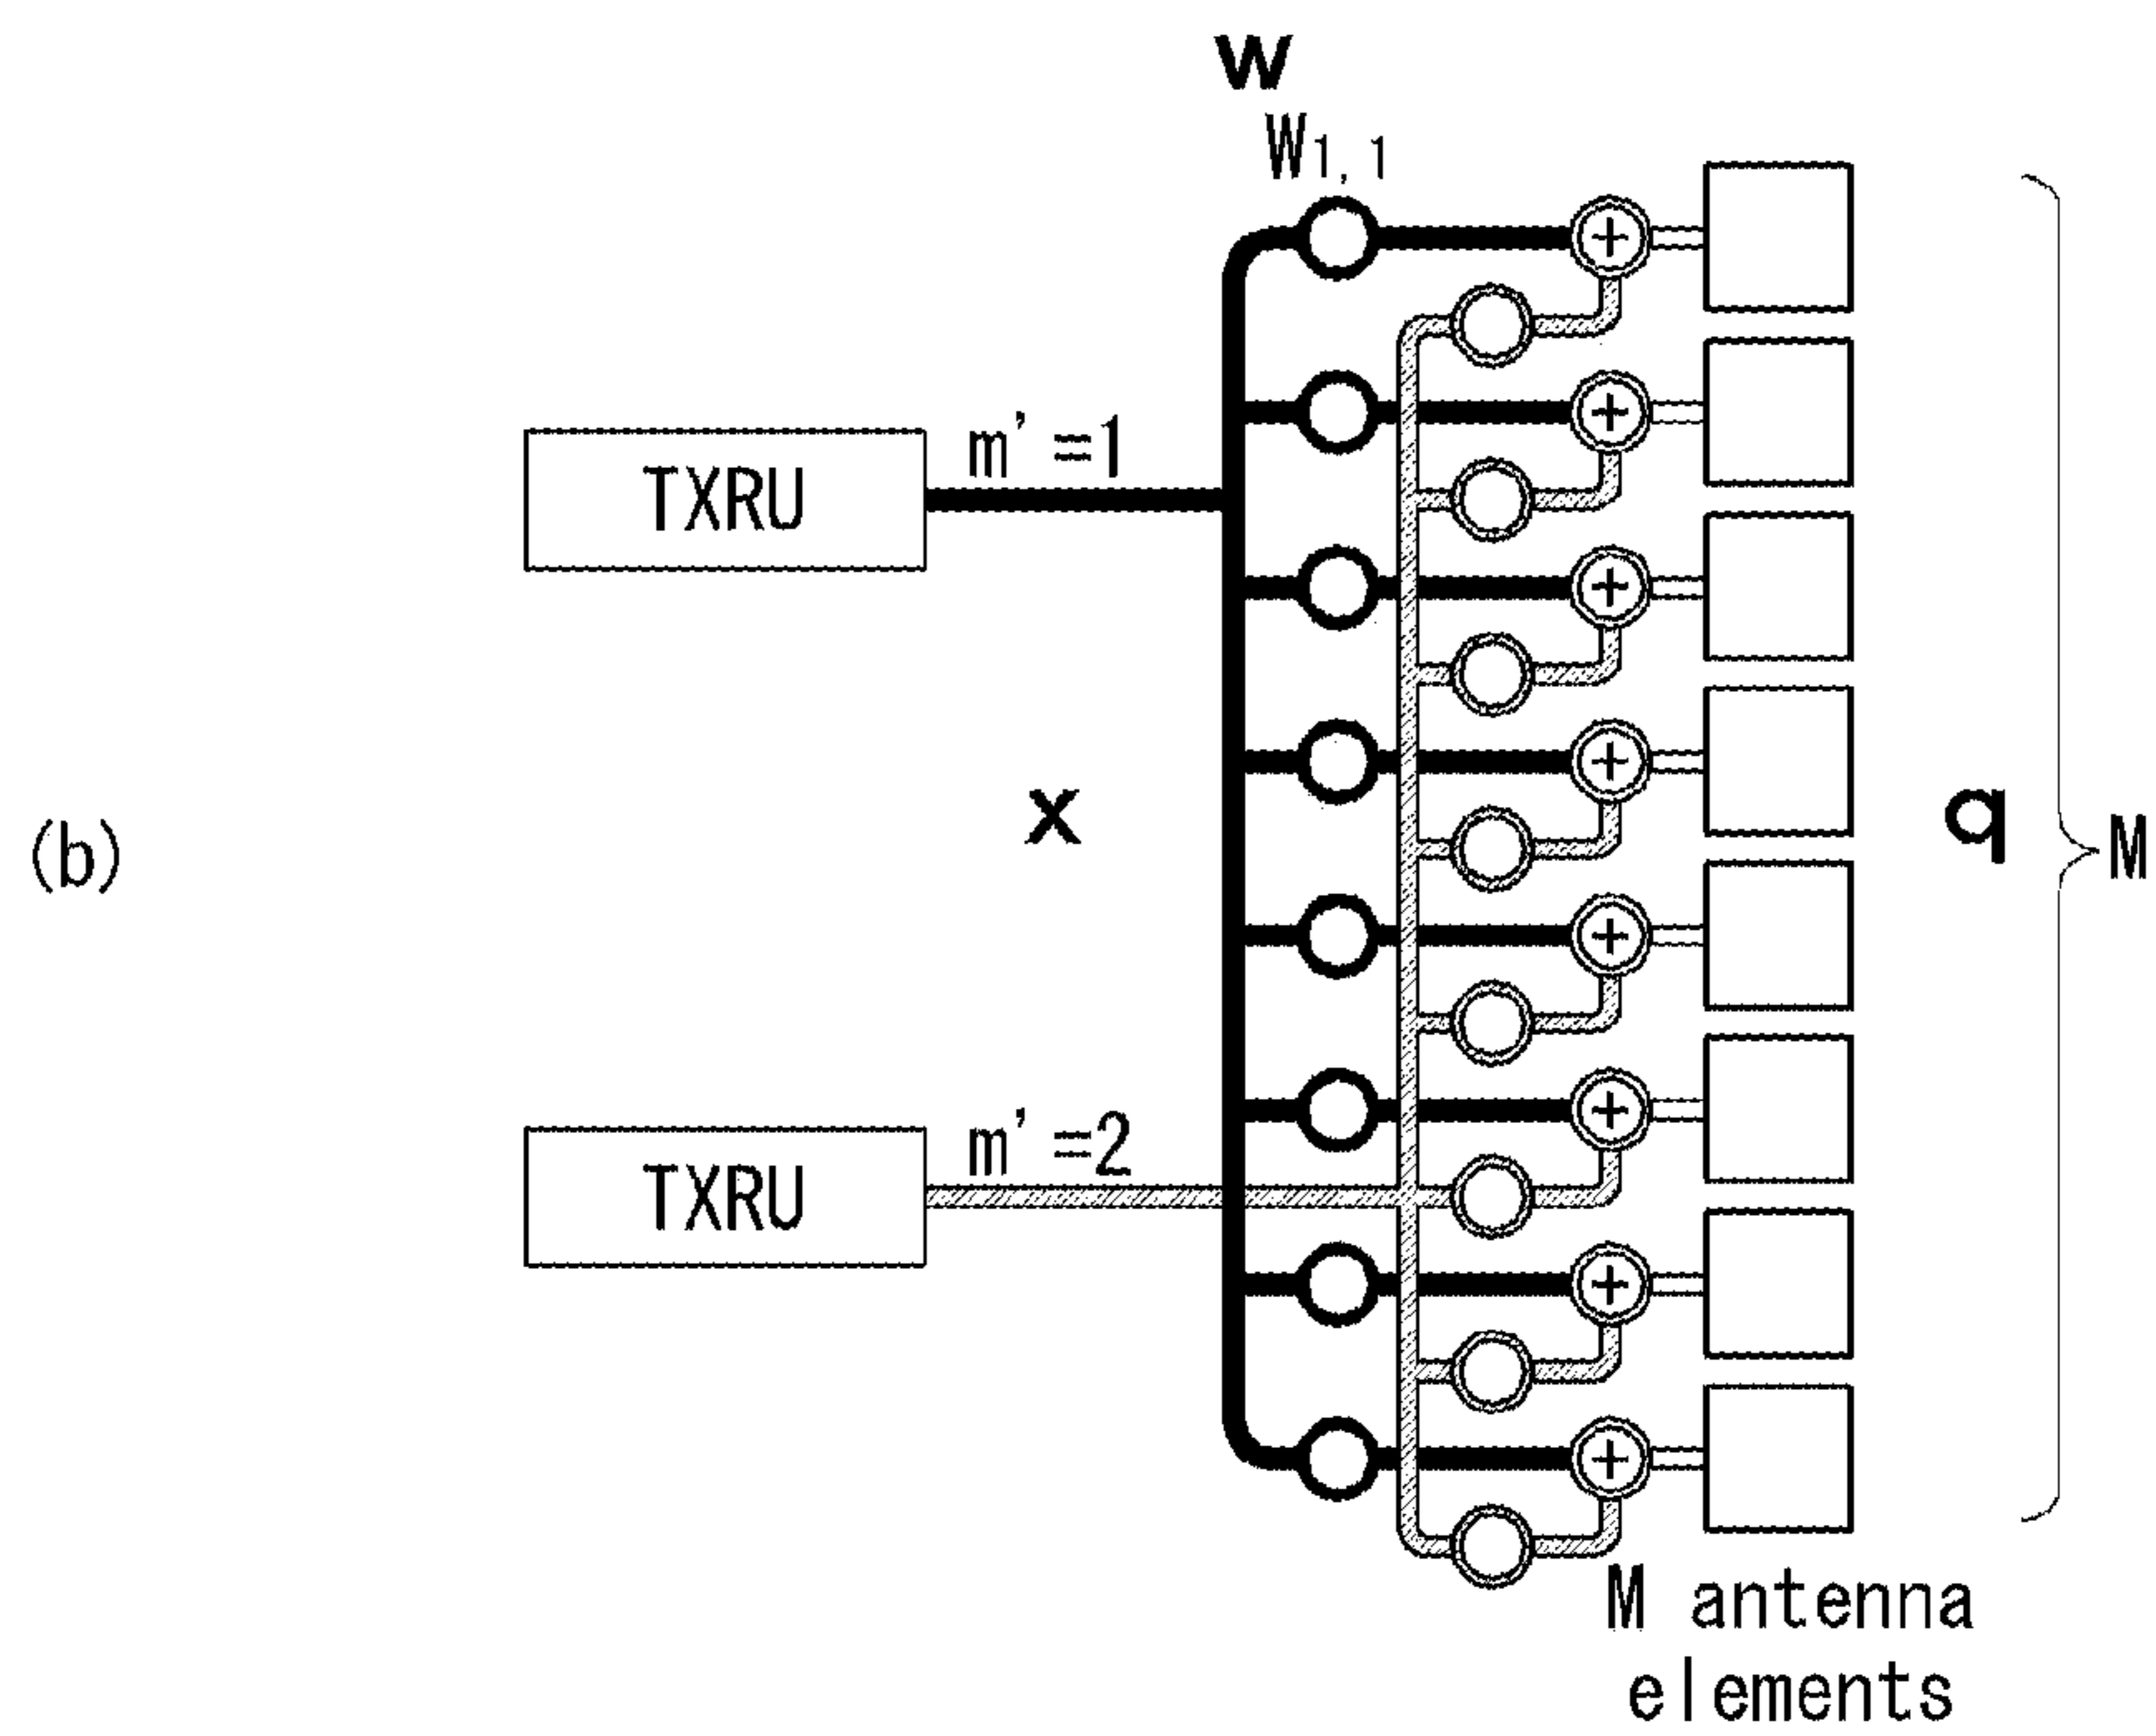 w
W1,1
m'=1
TXRU
+
+
+
+
x
q
M
(b)
+
+
m'=2
TXRU
+
+
M antenna
elements